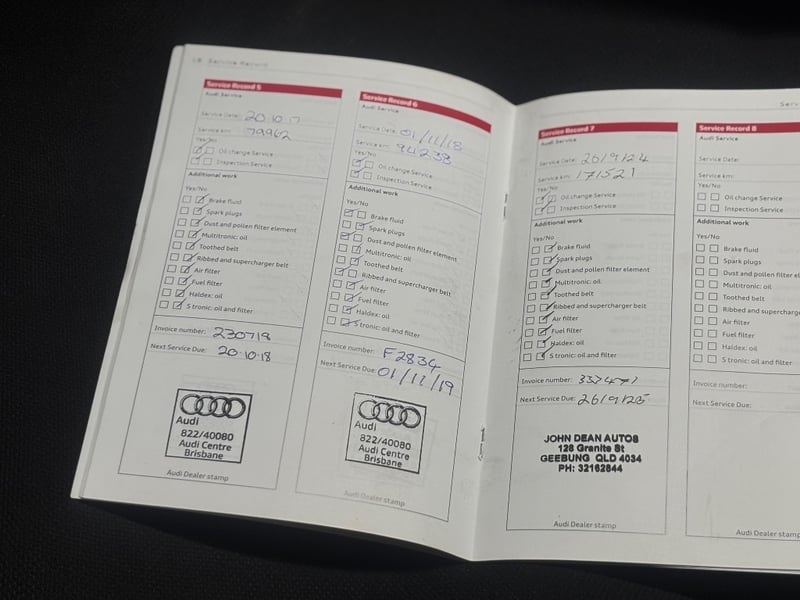 18 Service Record
Service Record 5
Audi Service
Service Date: 20.10.17
Service km: 79962
Yes/No
Oil change Service
Inspection Service
Additional work
Yes/No
Brake fluid
Spark plugs
Dust and pollen filter element
Multitronic: oil
Toothed belt
Ribbed and supercharger belt
Air filter
Fuel filter
Haldex: oil
S tronic: oil and filter
Invoice number: 230719
Next Service Due: 20.10.18
Audi
822/40080
Audi Centre
Brisbane
Audi Dealer stamp
Service Record 6
Audi Service
Service Date: 01/11/18
Service km: 94238
Yes/No
Oil change Service
Inspection Service
Additional work
Yes/No
Brake fluid
Spark plugs
Dust and pollen filter element
Multitronic: oil
Toothed belt
Ribbed and supercharger belt
Air filter
Fuel filter
Haldex: oil
S tronic: oil and filter
Invoice number: F2834
Next Service Due: 01/11/19
Audi
822/40080
Audi Centre
Brisbane
Audi Dealer stamp
Service Record 7
Audi Service
Service Date: 26/9/24
Service km: 171521
Yes/No
Oil change Service
Inspection Service
Additional work
Yes/No
Brake fluid
Spark plugs
Dust and pollen filter element
Multitronic: oil
Toothed belt
Ribbed and supercharger belt
Air filter
Fuel filter
Haldex: oil
S tronic: oil and filter
Invoice number:
Next Service Due: 26/9/25
JOHN DEAN AUTOS
128 Granite St
GEEBUNG QLD 4034
PH: 32162844
Audi Dealer stamp
Serv
Service Record 8
Audi Service
Service Date:
Service km:
Yes/No
Oil change Service
Inspection Service
Additional work
Yes/No
Brake fluid
Spark plugs
Dust and pollen filter el
Multitronic: oil
Toothed belt
Ribbed and supercharge
Air filter
Fuel filter
Haldex: oil
S tronic: oil and filter
Invoice number:
Next Service Due:
Audi Dealer stamp